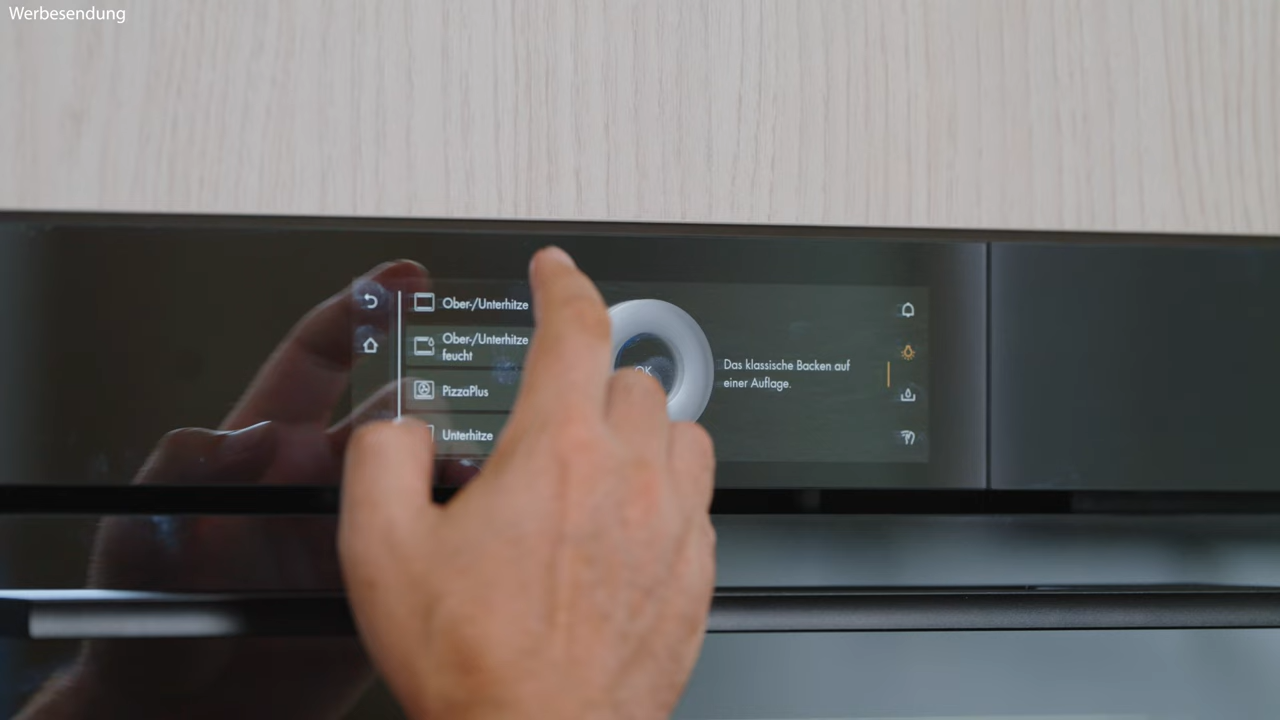 Werbesendung
Ober-/Unterhitze
Ober-/Unterhitze
feucht
PizzaPlus
Unterhitze
OK
Das klassische Backen auf
einer Auflage.